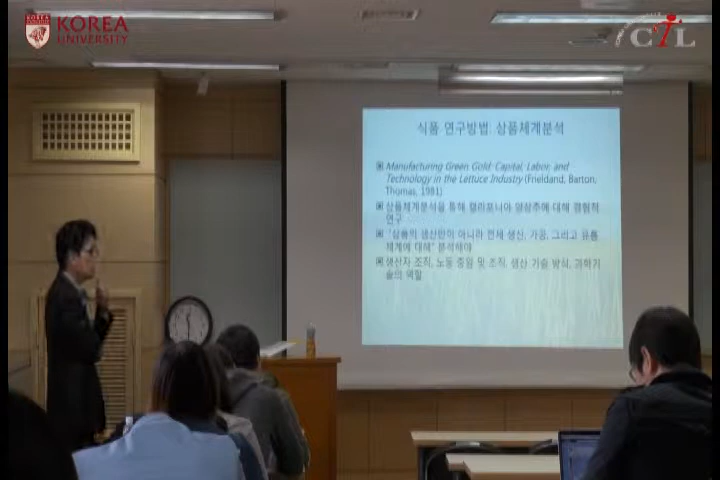 KOREA
UNIVERSITY
CTL
식품 연구방법: 상품체계분석
Manufacturing Green Gold: Capital, Labor, and
Technology in the Lettuce Industry (Frieldand, Barton,
Thomas, 1981)
상품체계분석을 통해 캘리포니아 양상추에 대해 경험적
연구
"상품의 생산만이 아니라 전체 생산, 가공, 그리고 유통
체계에 대해" 분석해야
생산자 조직, 노동 중원 및 조직, 생산 기술 방식, 과학기
술의 역할